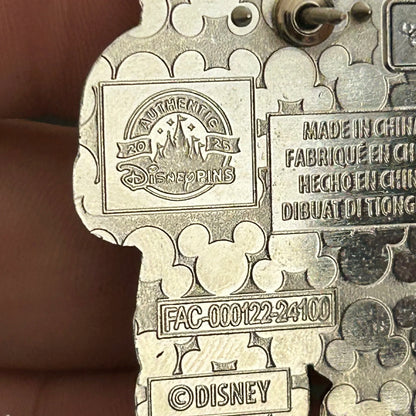 AUTHENTIC
20 25
DISNEY PINS
MADE IN CHINA
FABRIQUÉ EN CH
HECHO EN CHIN
DIBUAT DI TIONG
FAC-000122-24100
©DISNEY